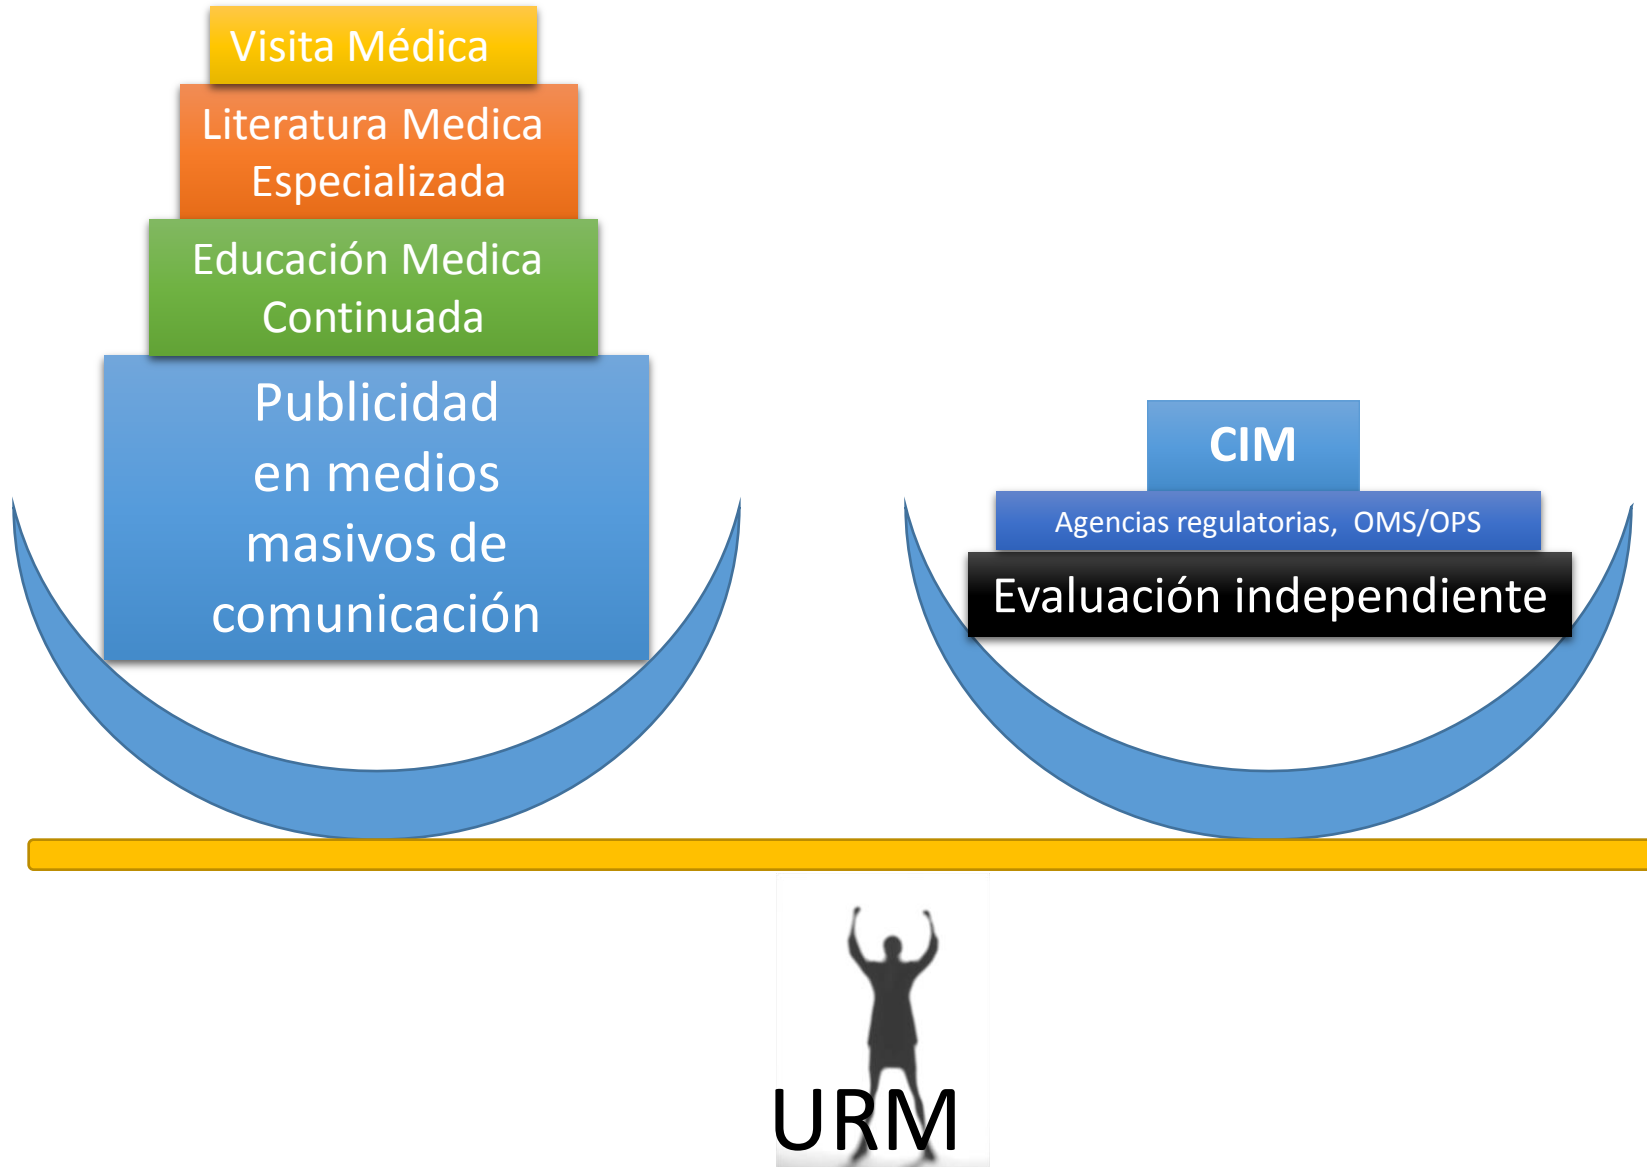 Visita Médica
Literatura Medica
Especializada
Educación Medica
Continuada
Publicidad
en medios
masivos de
comunicación
CIM
Agencias regulatorias, OMS/OPS
Evaluación independiente
URM